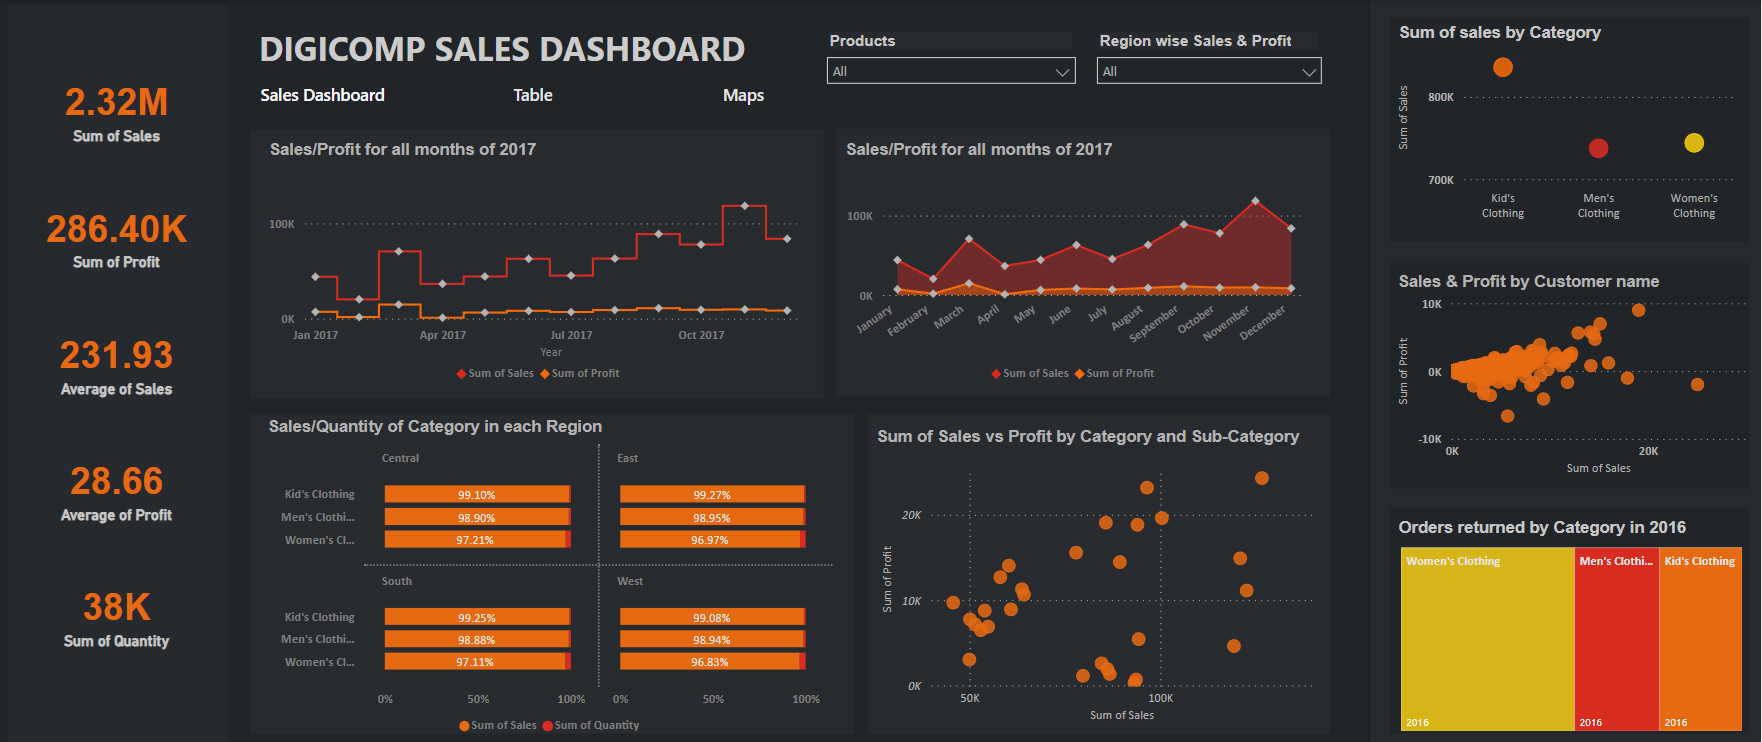 2.32M
Sum of Sales
286.40K
Sum of Profit
231.93
Average of Sales
28.66
Average of Profit
38K
Sum of Quantity
DIGICOMP SALES DASHBOARD
Sales Dashboard
Table
Maps
Products
All
Region wise Sales & Profit
All
Sales/Profit for all months of 2017
100K
0K
Jan 2017
Apr 2017
Jul 2017
Oct 2017
Year
Sum of Sales
Sum of Profit
Sales/Profit for all months of 2017
100K
0K
January
February
March
April
May
June
July
August
September
October
November
December
Sum of Sales
Sum of Profit
Sales/Quantity of Category in each Region
Central
East
Kid's Clothing
99.10%
99.27%
Men's Clothi...
98.90%
98.95%
Women's Cl...
97.21%
96.97%
South
West
Kid's Clothing
99.25%
99.08%
Men's Clothi...
98.88%
98.94%
Women's Cl...
97.11%
96.83%
0%
50%
100%
0%
50%
100%
Sum of Sales
Sum of Quantity
Sum of Sales vs Profit by Category and Sub-Category
Sum of Profit
20K
10K
0K
50K
100K
Sum of Sales
Sum of sales by Category
Sum of Sales
800K
700K
Kid's
Clothing
Men's
Clothing
Women's
Clothing
Sales & Profit by Customer name
Sum of Profit
10K
0K
-10K
0K
20K
Sum of Sales
Orders returned by Category in 2016
Women's Clothing
2016
Men's Clothi...
2016
Kid's Clothing
2016